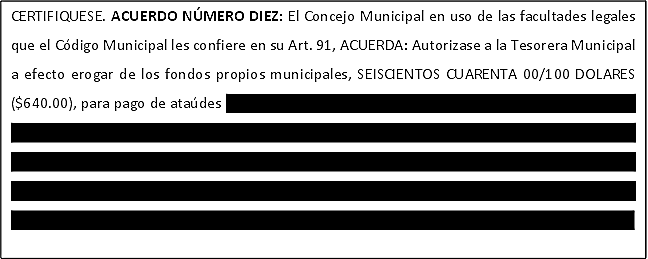 CERTIFIQUESE. ACUERDO NÚMERO DIEZ: El Concejo Municipal en uso de las facultades legales
que el Código Municipal les confiere en su Art. 91, ACUERDA: Autorizase a la Tesorera Municipal
a efecto erogar de los fondos propios municipales, SEISCIENTOS CUARENTA 00/100 DOLARES
($640.00), para pago de ataúdes